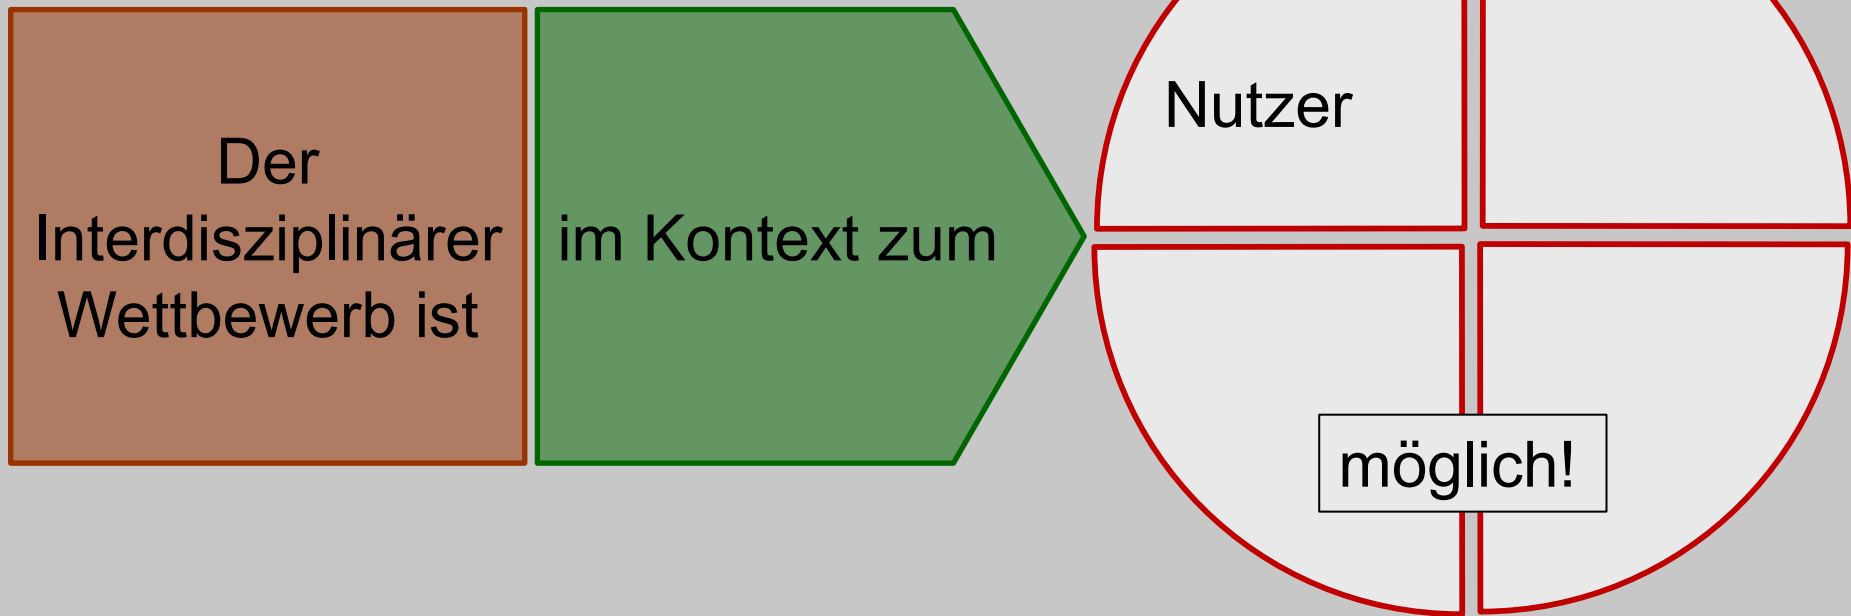 Der
Interdisziplinärer
Wettbewerb ist
im Kontext zum
Nutzer
möglich!